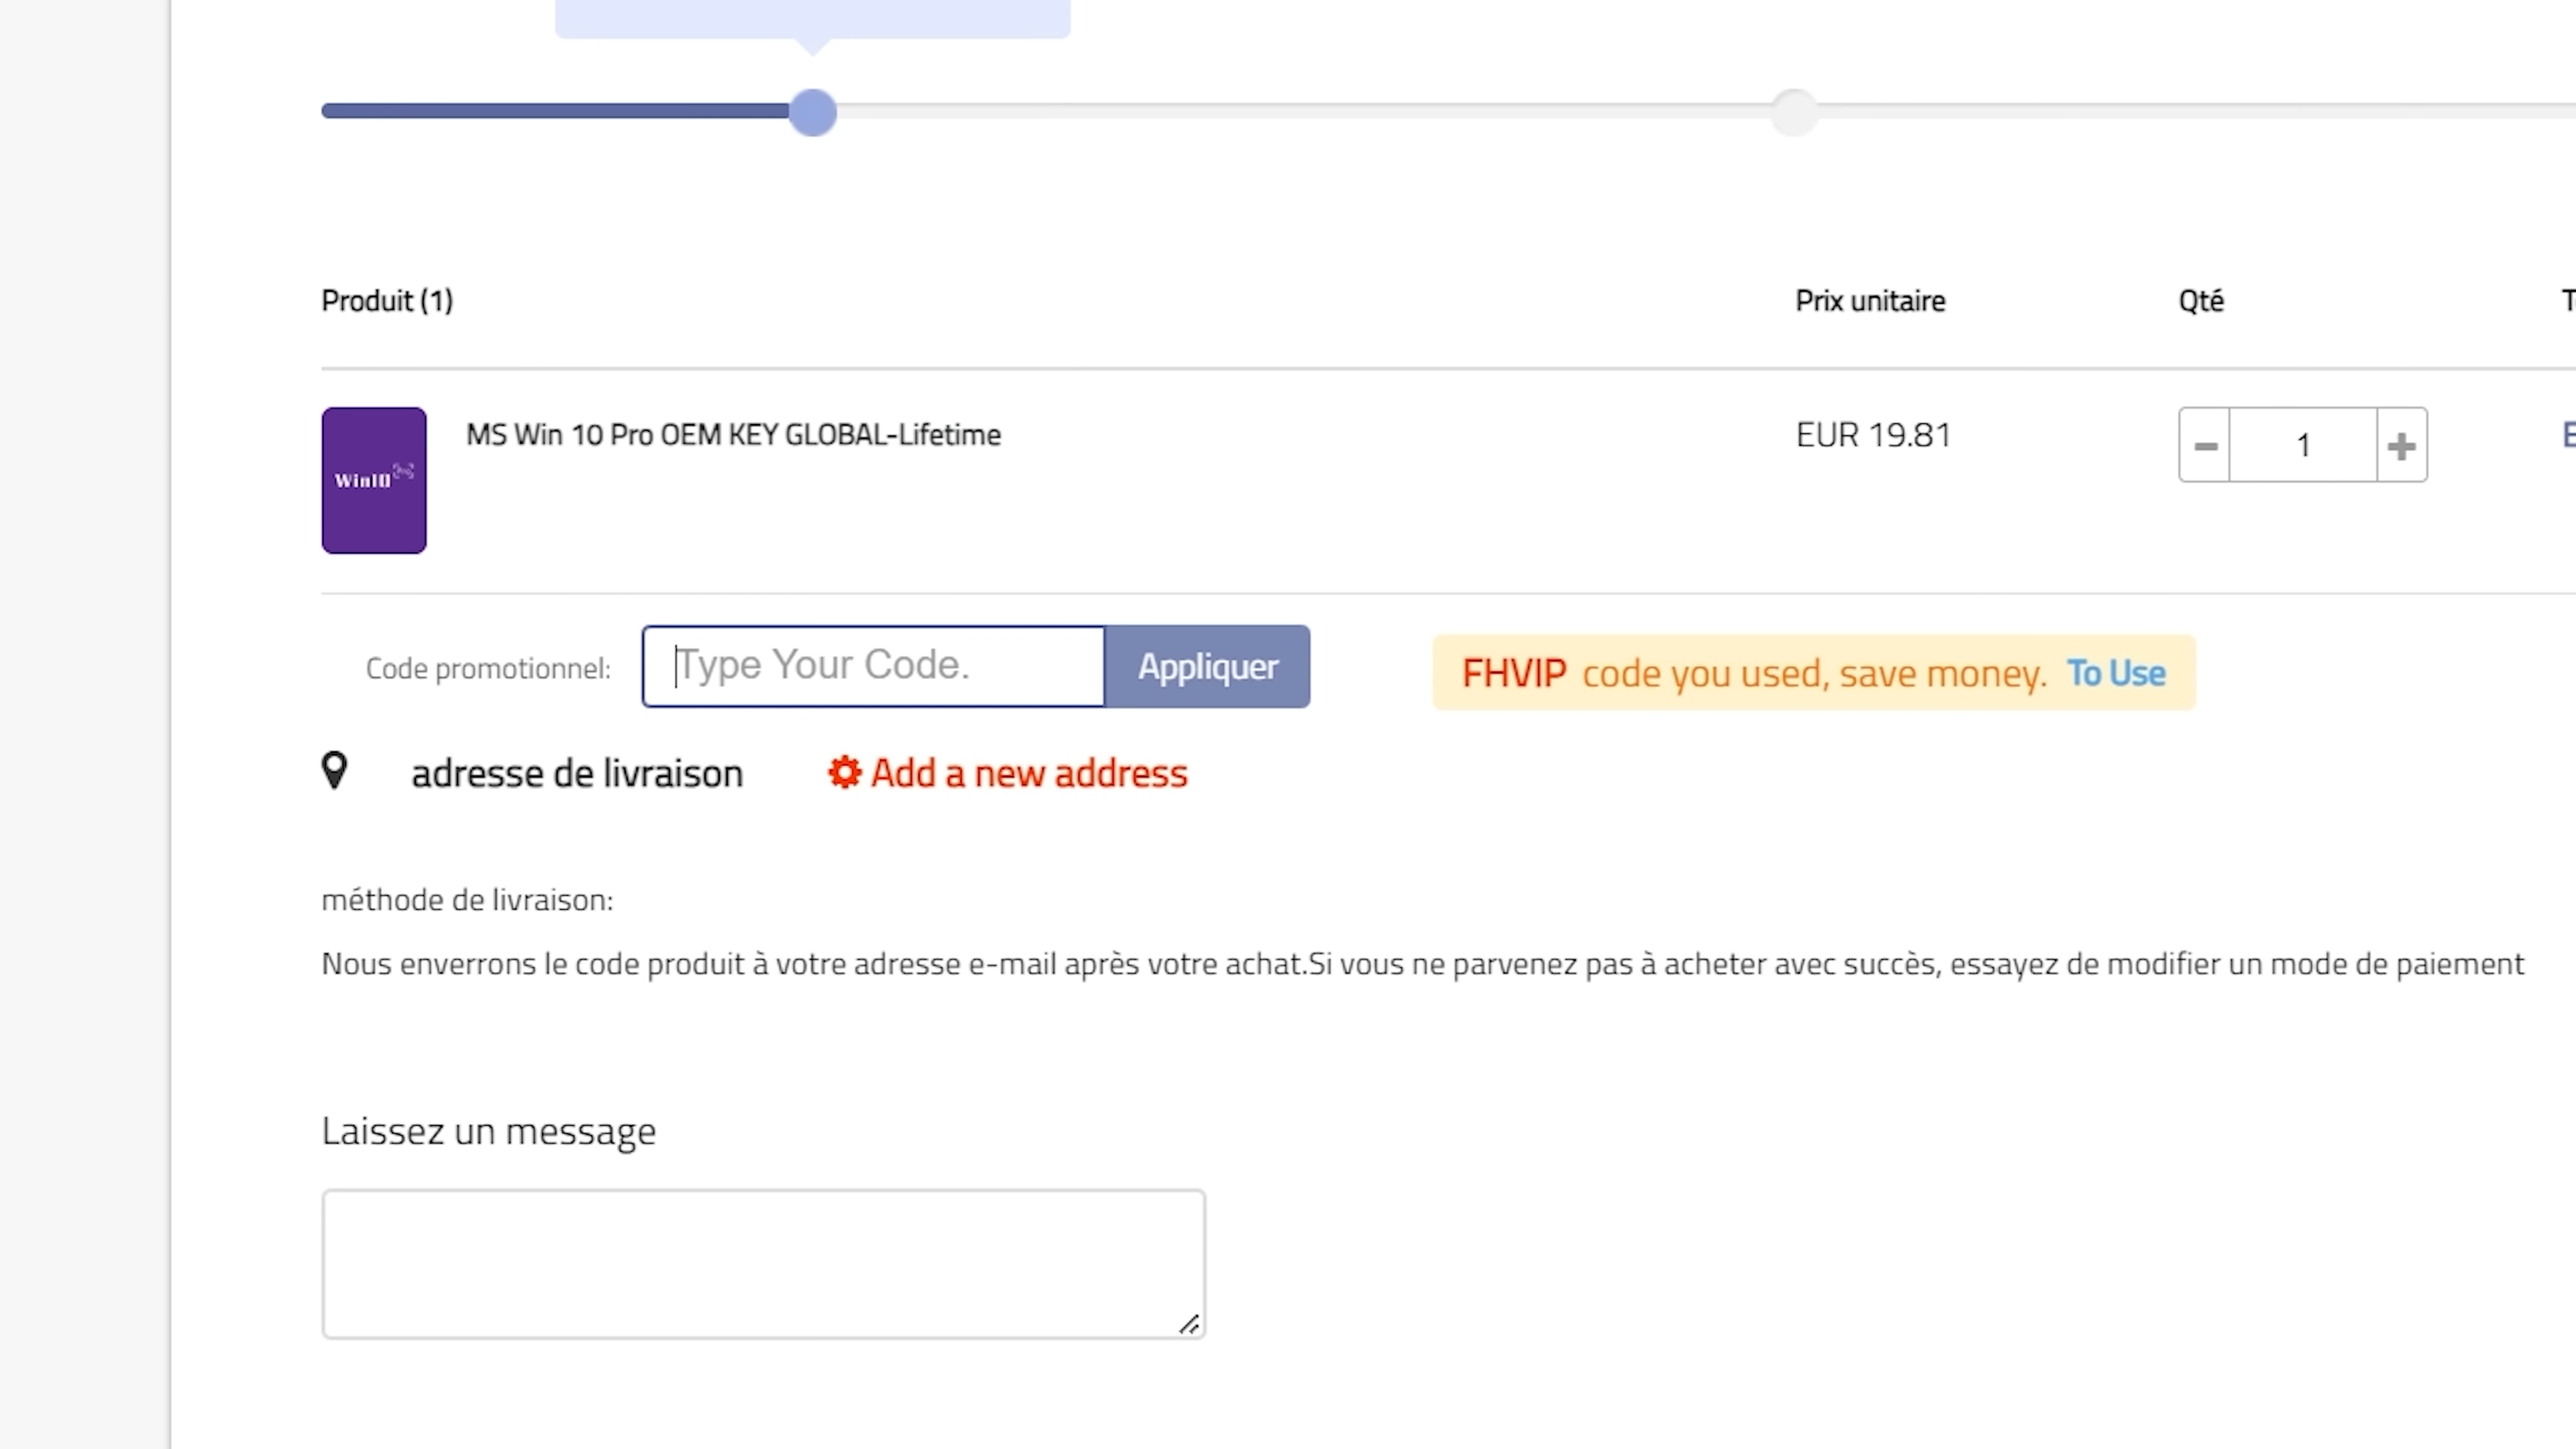 Produit (1) Prix unitaire Qté
MS Win 10 Pro OEM KEY GLOBAL-Lifetime EUR 19.81 1
Win10
Code promotionnel: Type Your Code. Appliquer FHVIP code you used, save money. To Use
adresse de livraison Add a new address
méthode de livraison:
Nous enverrons le code produit à votre adresse e-mail après votre achat.Si vous ne parvenez pas à acheter avec succès, essayez de modifier un mode de paiement
Laissez un message